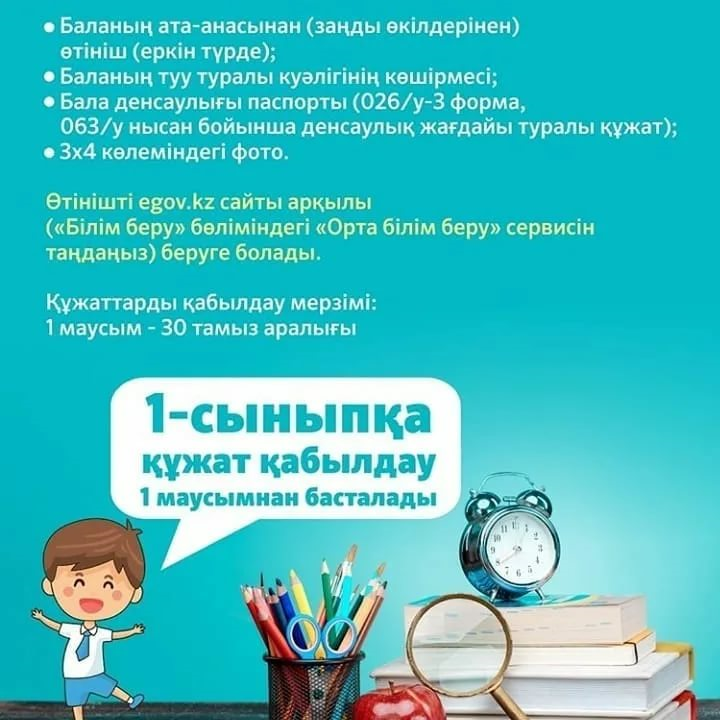 • Баланың ата-анасынан (заңды өкілдерінен)
өтініш (еркін түрде);
• Баланың туу туралы куәлігінің көшірмесі;
• Бала денсаулығы паспорты (026/у-3 форма,
063/у нысан бойынша денсаулық жағдайы туралы құжат);
• 3х4 көлеміндегі фото.
Өтінішті egov.kz сайты арқылы
(«Білім беру» бөліміндегі «Орта білім беру» сервисін
таңдаңыз) беруге болады.
Құжаттарды қабылдау мерзімі:
1 маусым - 30 тамыз аралығы
1-сыныпқа
құжат қабылдау
1 маусымнан басталады